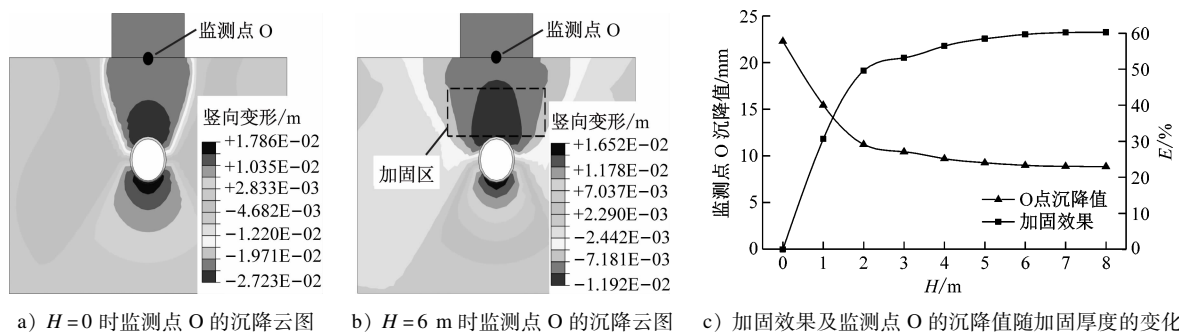 监测点 O
竖向变形/m
+1.786E−02
+1.035E−02
+2.833E−03
−4.682E−03
−1.220E−02
−1.971E−02
−2.723E−02
a) H=0 时监测点 O 的沉降云图
监测点 O
加固区
竖向变形/m
+1.652E−02
+1.178E−02
+7.037E−03
+2.290E−03
−2.442E−03
−7.181E−03
−1.192E−02
b) H=6 m 时监测点 O 的沉降云图
监测点 O 沉降值/mm
25
20
15
10
5
0
60
50
40
30
20
10
0
E/%
O点沉降值
加固效果
0 1 2 3 4 5 6 7 8
H/m
c) 加固效果及监测点 O 的沉降值随加固厚度的变化